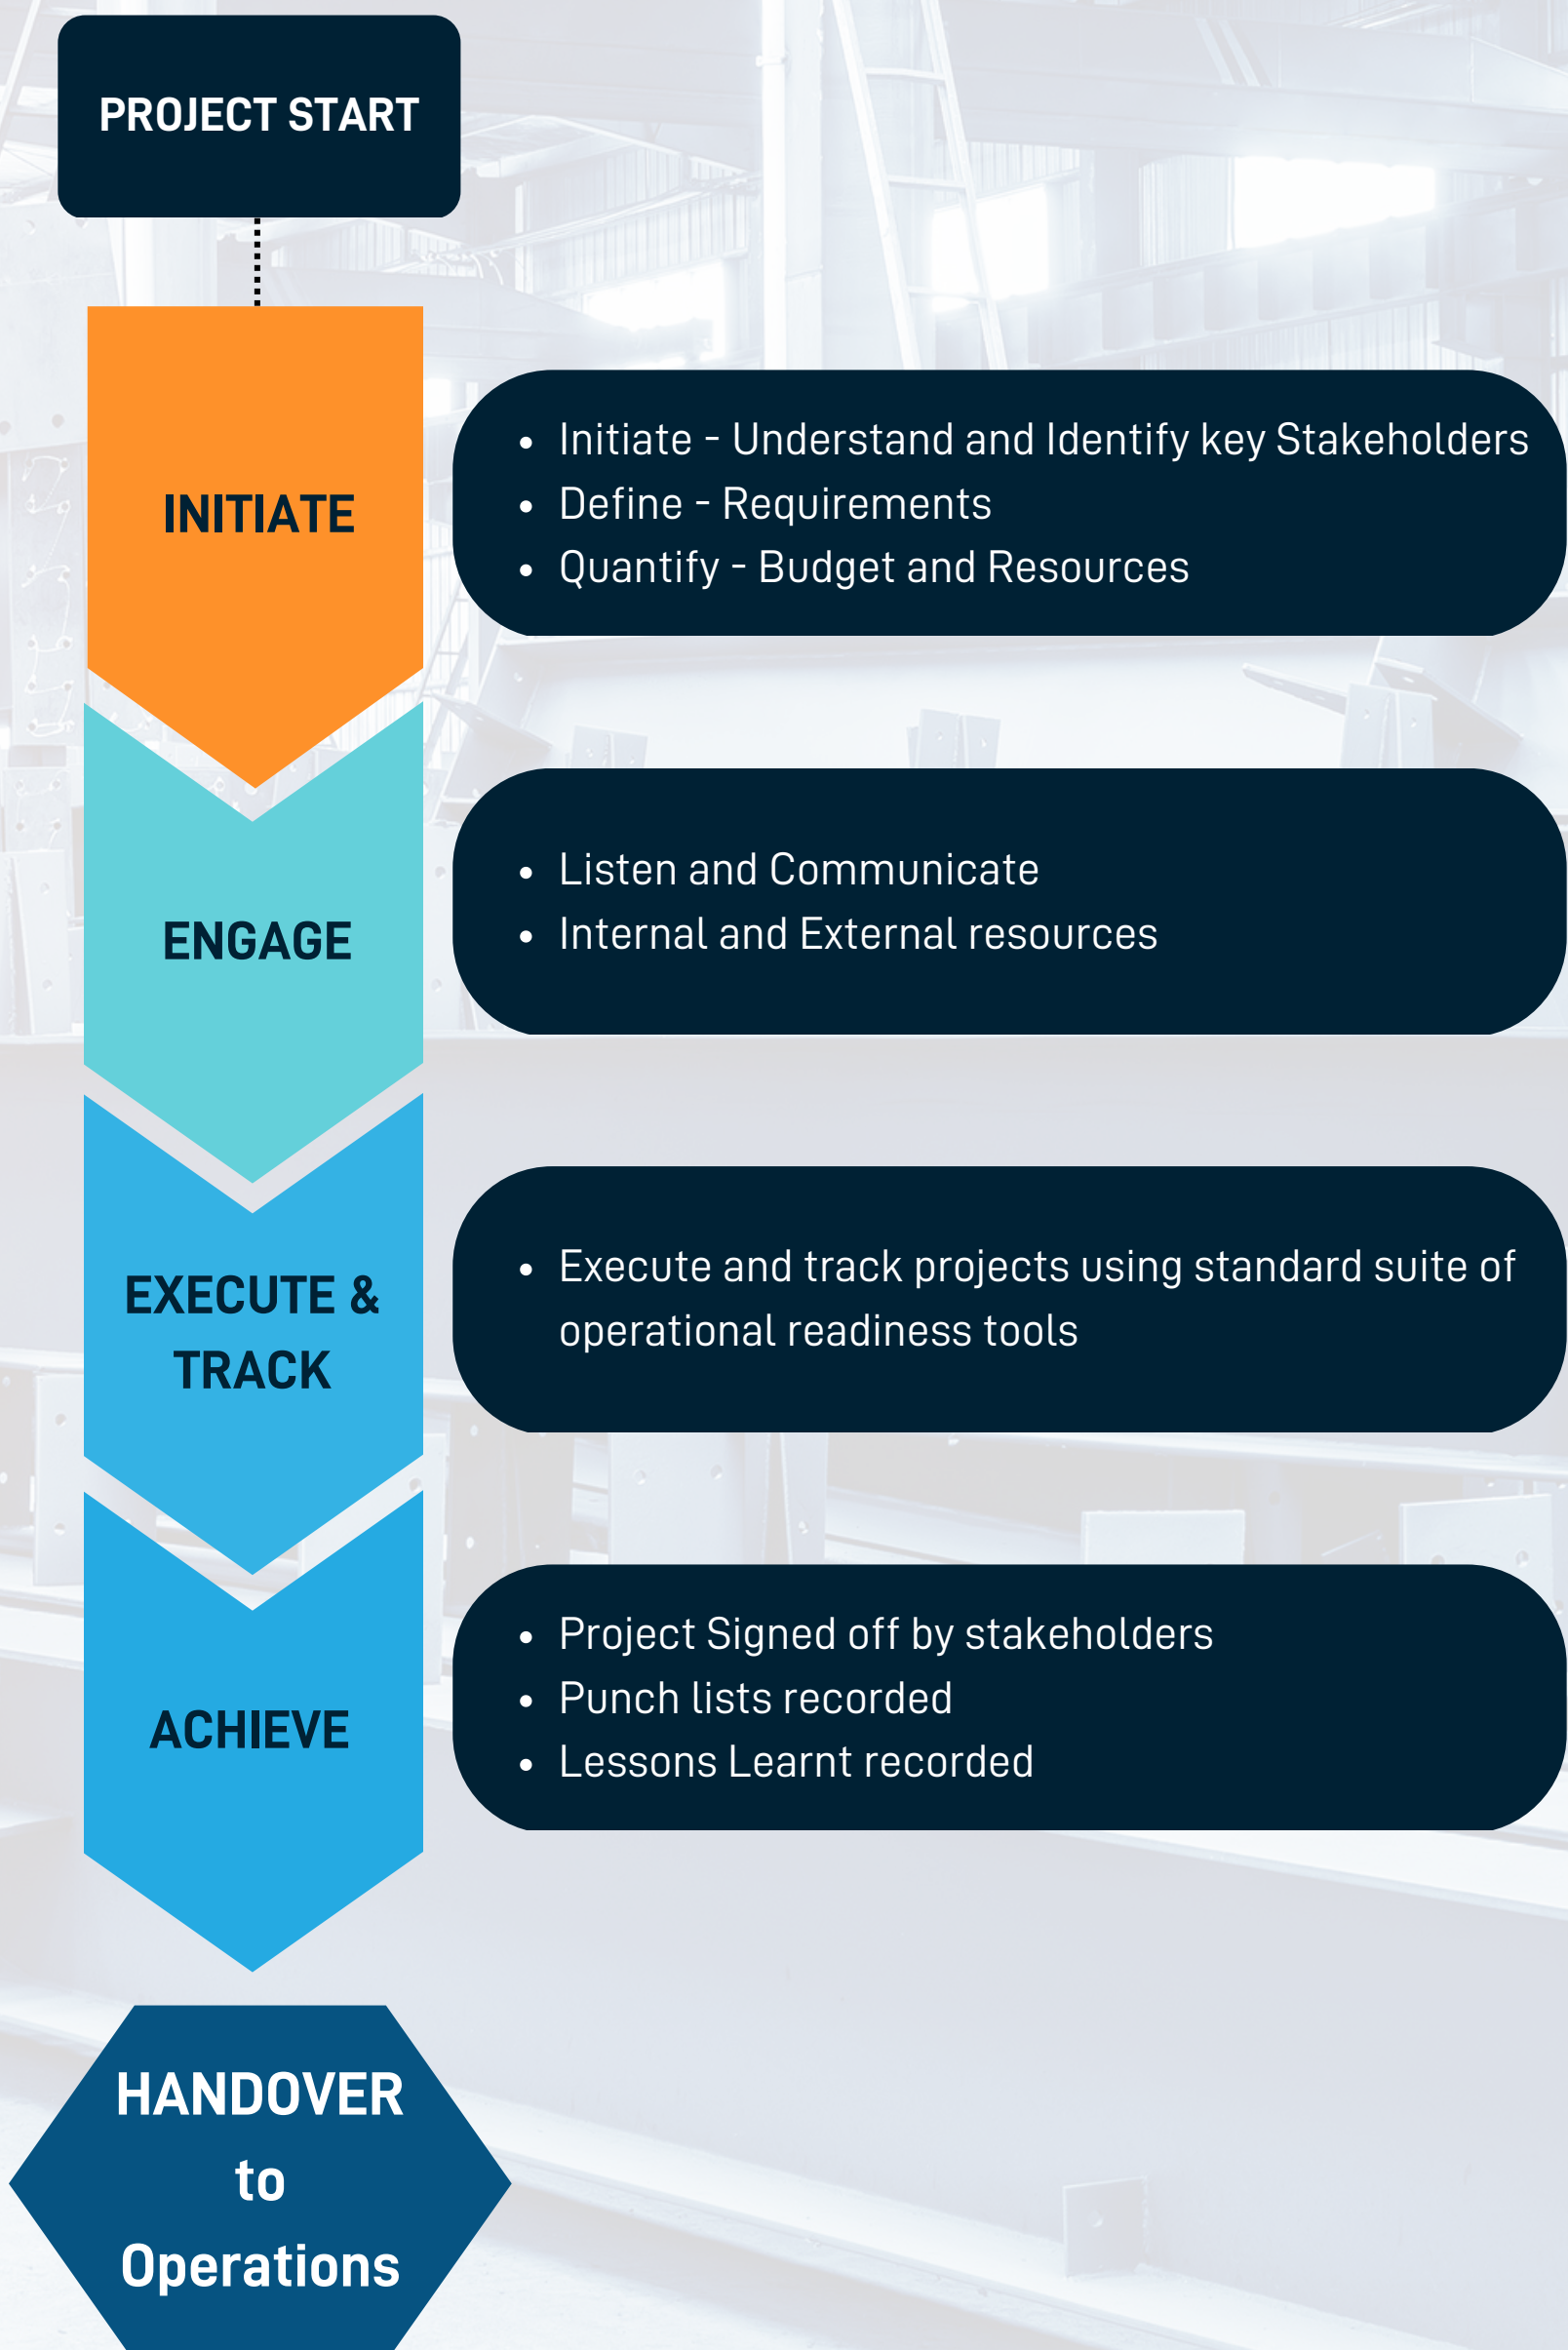 PROJECT START
INITIATE
• Initiate - Understand and Identify key Stakeholders
• Define - Requirements
• Quantify - Budget and Resources
ENGAGE
• Listen and Communicate
• Internal and External resources
EXECUTE &
TRACK
• Execute and track projects using standard suite of
operational readiness tools
ACHIEVE
• Project Signed off by stakeholders
• Punch lists recorded
• Lessons Learnt recorded
HANDOVER
to
Operations